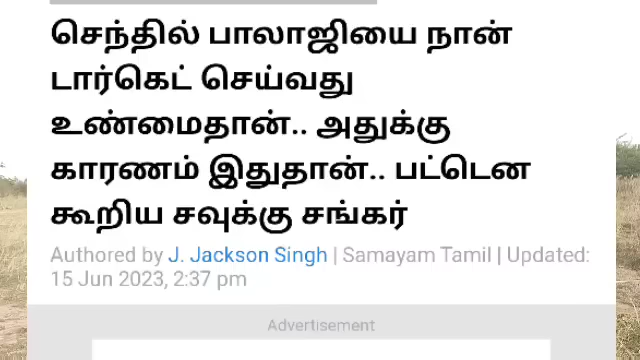 செந்தில் பாலாஜியை நான்
டார்கெட் செய்வது
உண்மைதான்.. அதுக்கு
காரணம் இதுதான்.. பட்டென
கூறிய சவுக்கு சங்கர்
Authored by J. Jackson Singh | Samayam Tamil | Updated:
15 Jun 2023, 2:37 pm
Advertisement